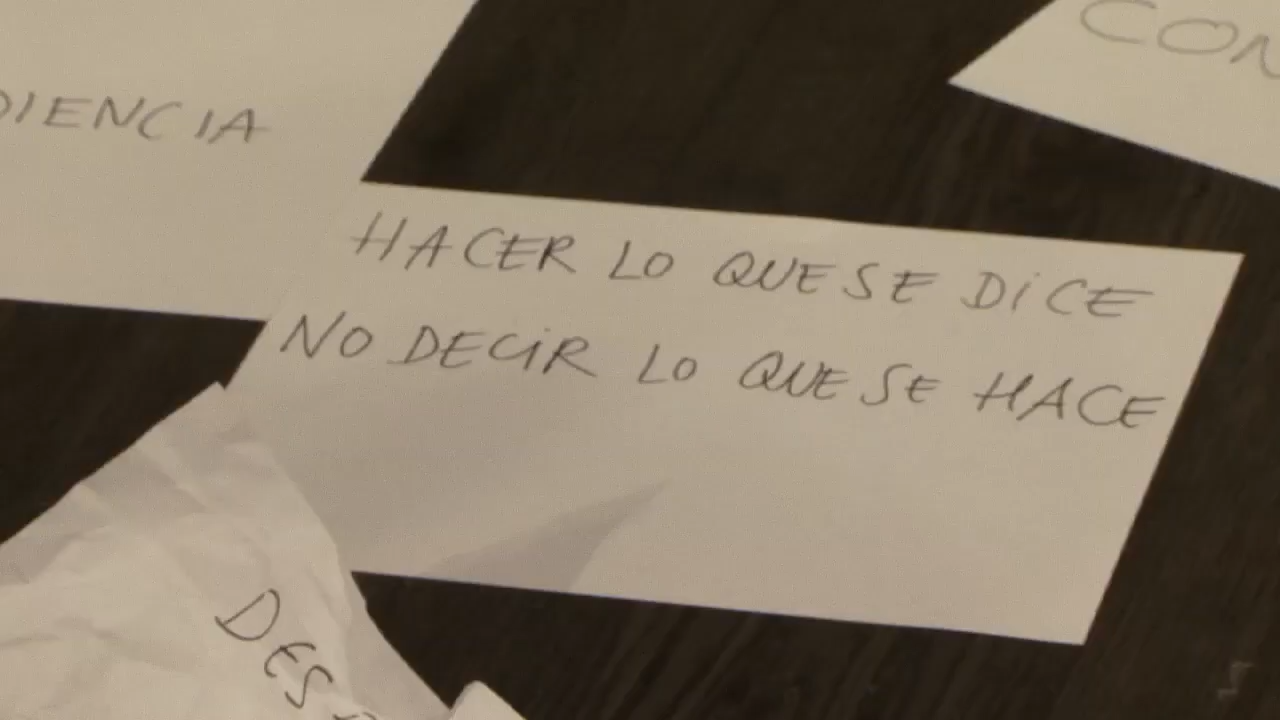 CON
DIENCIA
HACER LO QUE SE DICE
NO DECIR LO QUE SE HACE
DES